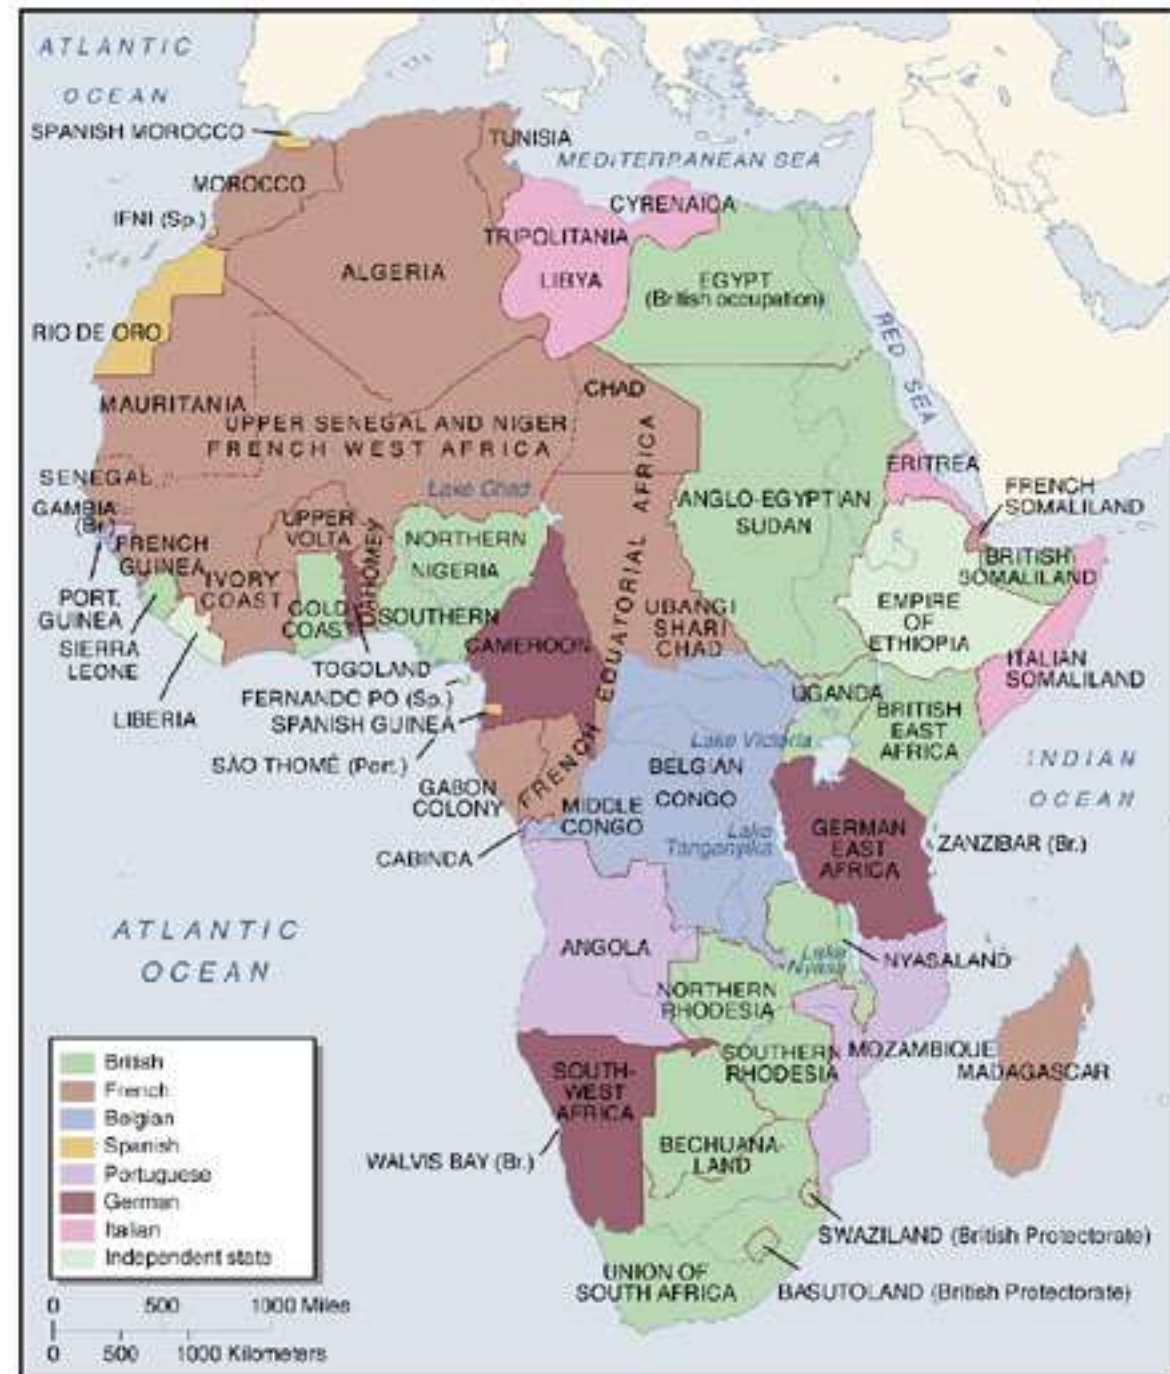 ATLANTIC
OCEAN
SPANISH MOROCCO
TUNISIA
MEDITERRANEAN SEA
MOROCCO
IFNI (Sp.)
CYRENAICA
TRIPOLITANIA
ALGERIA
LIBYA
EGYPT
(British occupation)
RIO DE ORO
RED SEA
CHAD
MAURITANIA
UPPER SENEGAL AND NIGER
FRENCH WEST AFRICA
SENEGAL
Lake Chad
ERITREA
FRENCH
SOMALILAND
GAMBIA
(Br.)
ANGLO-EGYPTIAN
SUDAN
UPPER
VOLTA
DAHOMEY
NORTHERN
NIGERIA
SOUTHERN
FRENCH
GUINEA
IVORY
COAST
GOLD
COAST
(BRITISH)
SOMALILAND
PORT.
GUINEA
SIERRA
LEONE
EMPIRE
OF
ETHIOPIA
UBANGI
SHARI
CHAD
FRENCH EQUATORIAL AFRICA
CAMEROON
ITALIAN
SOMALILAND
TOGOLAND
FERNANDO PO (Sp.)
SPANISH GUINEA
LIBERIA
UGANDA
BRITISH
EAST
AFRICA
Lake Victoria
SÃO THOMÉ (Port.)
BELGIAN
CONGO
INDIAN
OCEAN
GABON
COLONY
MIDDLE
CONGO
Lake
Tanganyika
GERMAN
EAST
AFRICA
ZANZIBAR (Br.)
CABINDA
ATLANTIC
OCEAN
ANGOLA
Lake
Nyasa
NYASALAND
NORTHERN
RHODESIA
SOUTHERN
RHODESIA
MOZAMBIQUE
MADAGASCAR
SOUTH-
WEST
AFRICA
WALVIS BAY (Br.)
BECHUANA-
LAND
SWAZILAND (British Protectorate)
UNION OF
SOUTH AFRICA
BASUTOLAND (British Protectorate)
British
French
Belgian
Spanish
Portuguese
German
Italian
Independent state
0 500 1000 Miles
0 500 1000 Kilometers